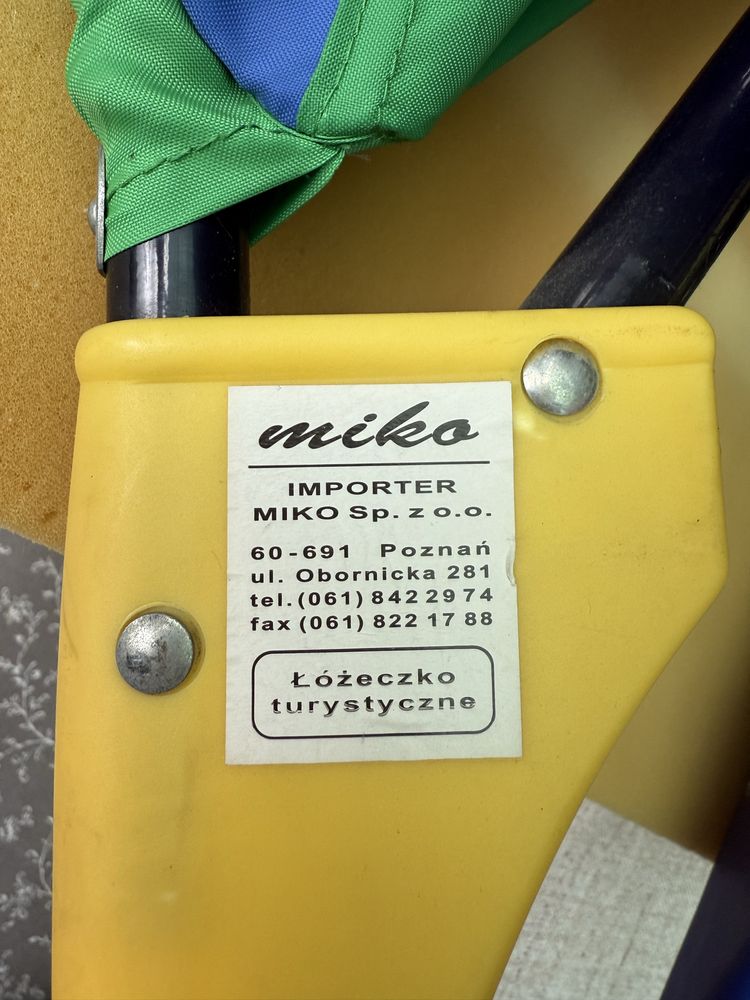 miko
IMPORTER
MIKO Sp. z o.o.
60-691 Poznań
ul. Obornicka 281
tel. (061) 842 29 74
fax (061) 822 17 88
Łóżeczko
turystyczne